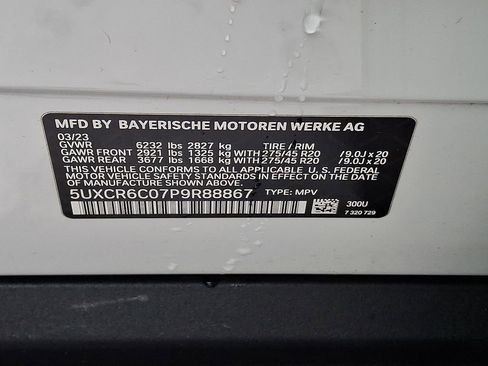 MFD BY BAYERISCHE MOTOREN WERKE AG
03/23
GVWR 6232 lbs 2827 kg TIRE / RIM
GAWR FRONT 2921 lbs 1325 kg WITH 275/45 R20 /9.0J x 20
GAWR REAR 3677 lbs 1668 kg WITH 275/45 R20 /9.0J x 20
THIS VEHICLE CONFORMS TO ALL APPLICABLE U. S. FEDERAL
MOTOR VEHICLE SAFETY STANDARDS IN EFFECT ON
THE DATE OF MANUFACTURE SHOWN ABOVE.
5UXCR6C07P9R88867 TYPE: MPV
300U
7 320 729